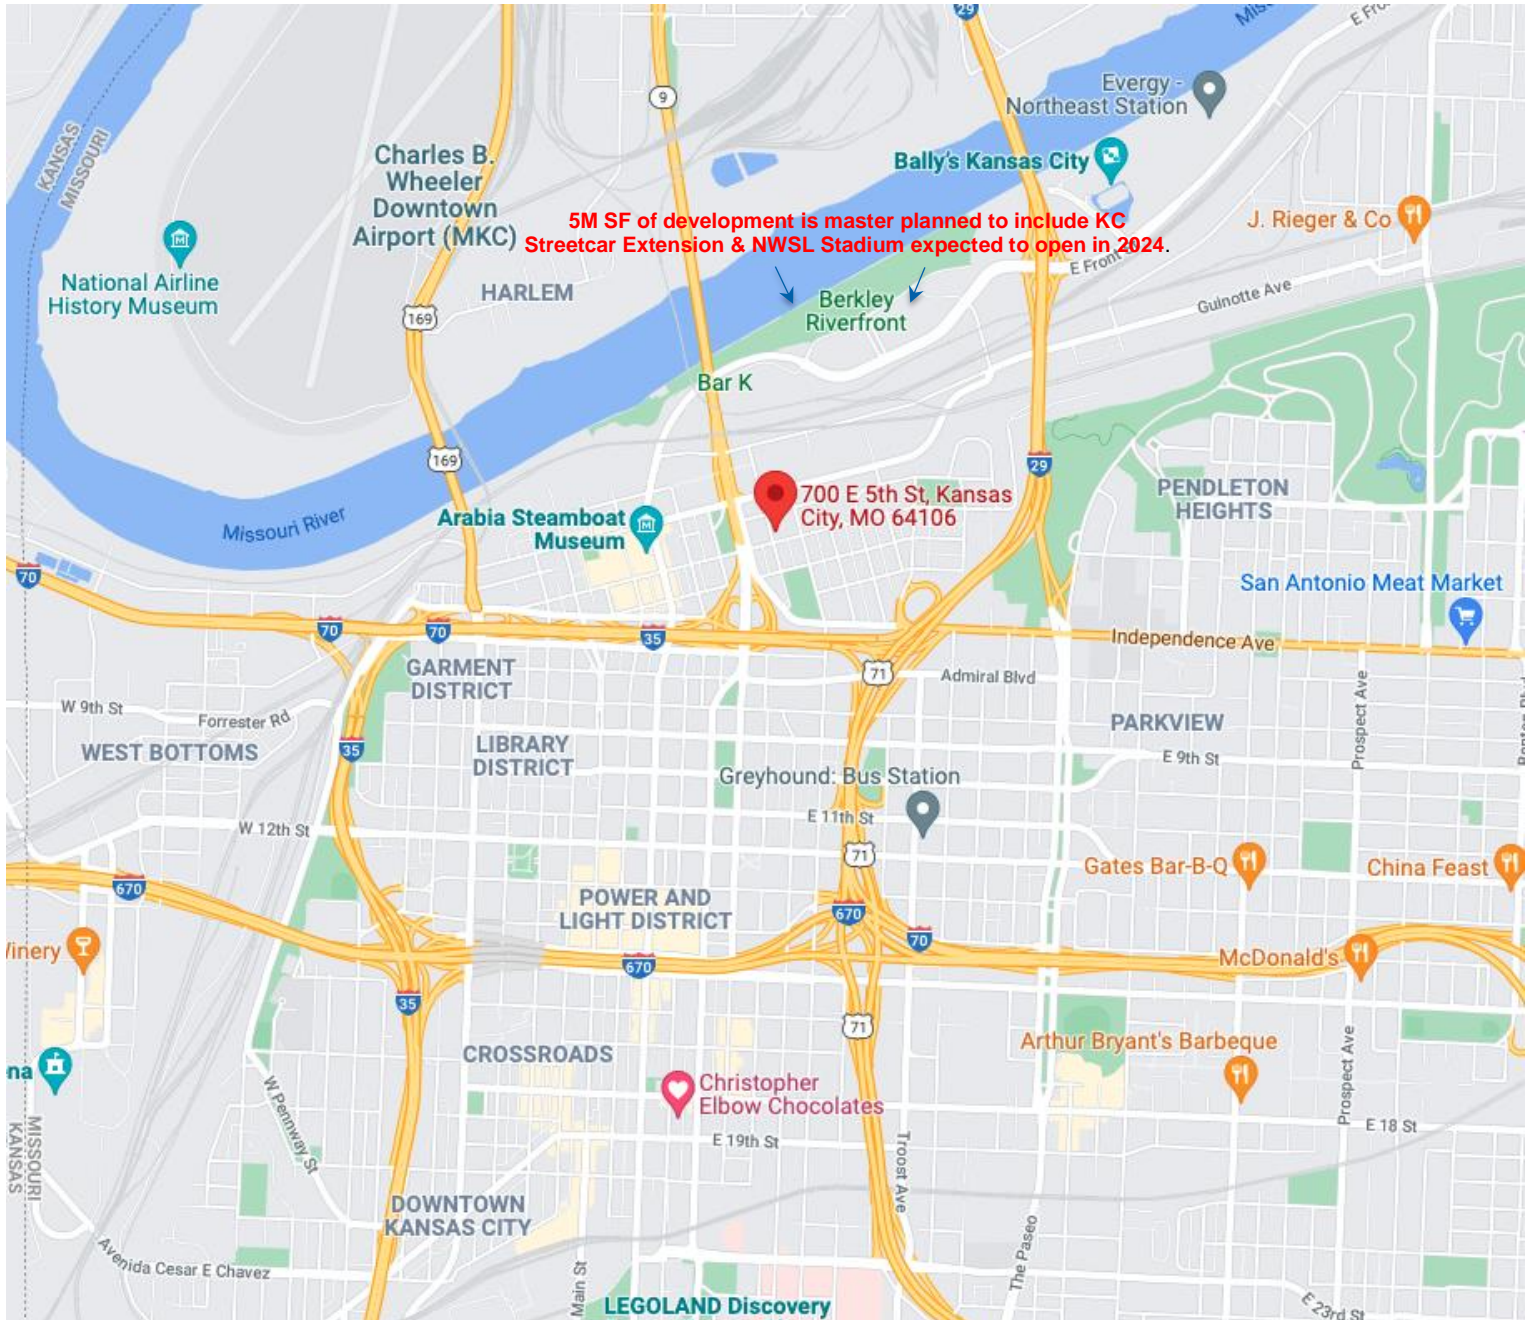 29
Miss
E Fro
Evergy -
Northeast Station
9
KANSAS
MISSOURI
Charles B.
Wheeler
Downtown
Airport (MKC)
Bally's Kansas City
5M SF of development is master planned to include KC
Streetcar Extension & NWSL Stadium expected to open in 2024.
J. Rieger & Co
National Airline
History Museum
HARLEM
E Front
Guinotte Ave
Berkley
Riverfront
169
Bar K
169
29
700 E 5th St, Kansas
City, MO 64106
PENDLETON
HEIGHTS
Missouri River
Arabia Steamboat
Museum
70
San Antonio Meat Market
70
70
35
Independence Ave
GARMENT
DISTRICT
71
Admiral Blvd
W 9th St
Forrester Rd
PARKVIEW
Prospect Ave
WEST BOTTOMS
35
LIBRARY
DISTRICT
E 9th St
Greyhound: Bus Station
W 12th St
E 11th St
71
Gates Bar-B-Q
China Feast
670
POWER AND
LIGHT DISTRICT
670
70
Winery
670
McDonald's
35
71
CROSSROADS
Arthur Bryant's Barbeque
na
Christopher
Elbow Chocolates
Prospect Ave
W Pennway St
E 18 St
E 19th St
MISSOURI
KANSAS
Troost Ave
DOWNTOWN
KANSAS CITY
The Paseo
Avenida Cesar E Chavez
Main St
LEGOLAND Discovery
E 23rd St